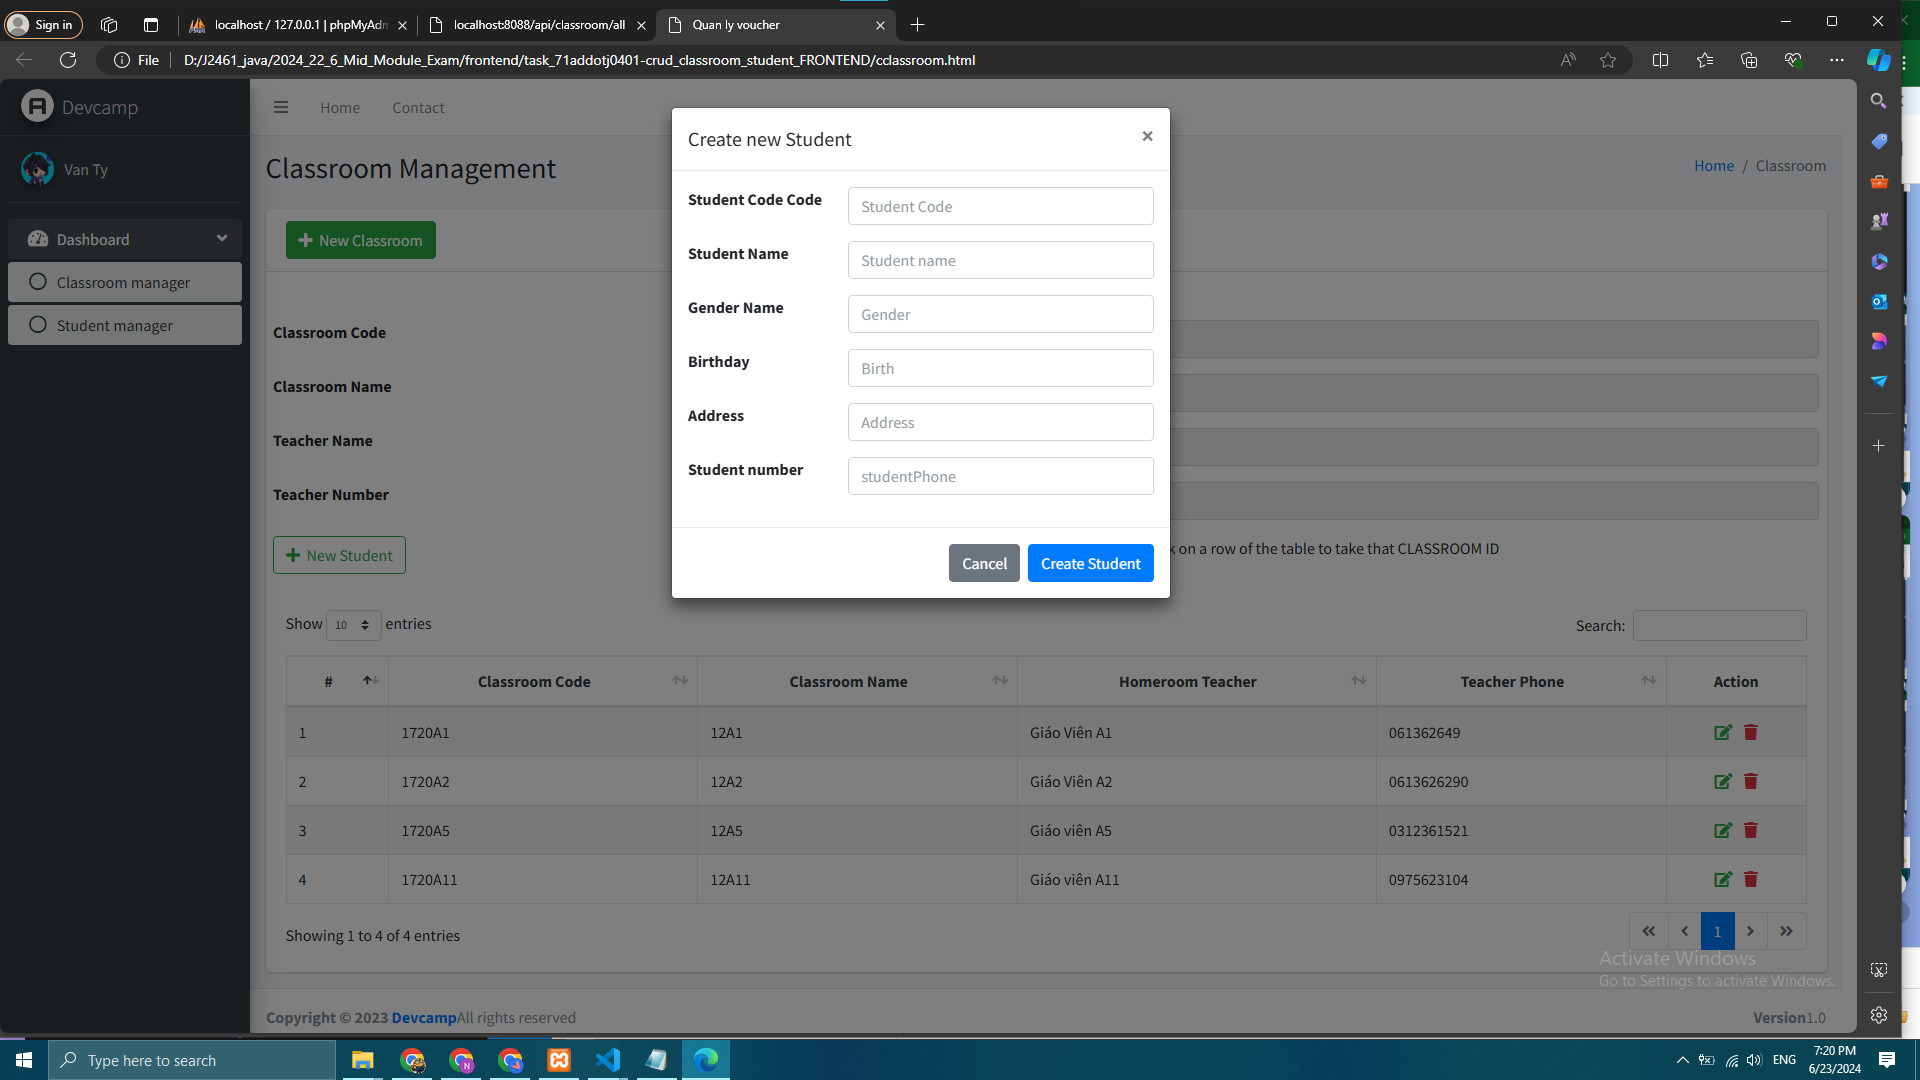 Sign in
localhost / 127.0.0.1 | phpMyAdm
localhost:8088/api/classroom/all
Quan ly voucher
File
D:/J2461_java/2024_22_6_Mid_Module_Exam/frontend/task_71addotj0401-crud_classroom_student_FRONTEND/cclassroom.html
Devcamp
Home
Contact
Van Ty
Classroom Management
Home / Classroom
Dashboard
Classroom manager
Student manager
New Classroom
Classroom Code
Classroom Name
Teacher Name
Teacher Number
New Student
on a row of the table to take that CLASSROOM ID
Create new Student
×
Student Code Code
Student Code
Student Name
Student name
Gender Name
Gender
Birthday
Birth
Address
Address
Student number
studentPhone
Cancel
Create Student
Show 10 entries
Search:
# Classroom Code Classroom Name Homeroom Teacher Teacher Phone Action
1 1720A1 12A1 Giáo Viên A1 061362649
2 1720A2 12A2 Giáo Viên A2 0613626290
3 1720A5 12A5 Giáo viên A5 0312361521
4 1720A11 12A11 Giáo viên A11 0975623104
Showing 1 to 4 of 4 entries
1
Activate Windows
Go to Settings to activate Windows.
Copyright © 2023 DevcampAll rights reserved
Version1.0
Type here to search
ENG
7:20 PM
6/23/2024